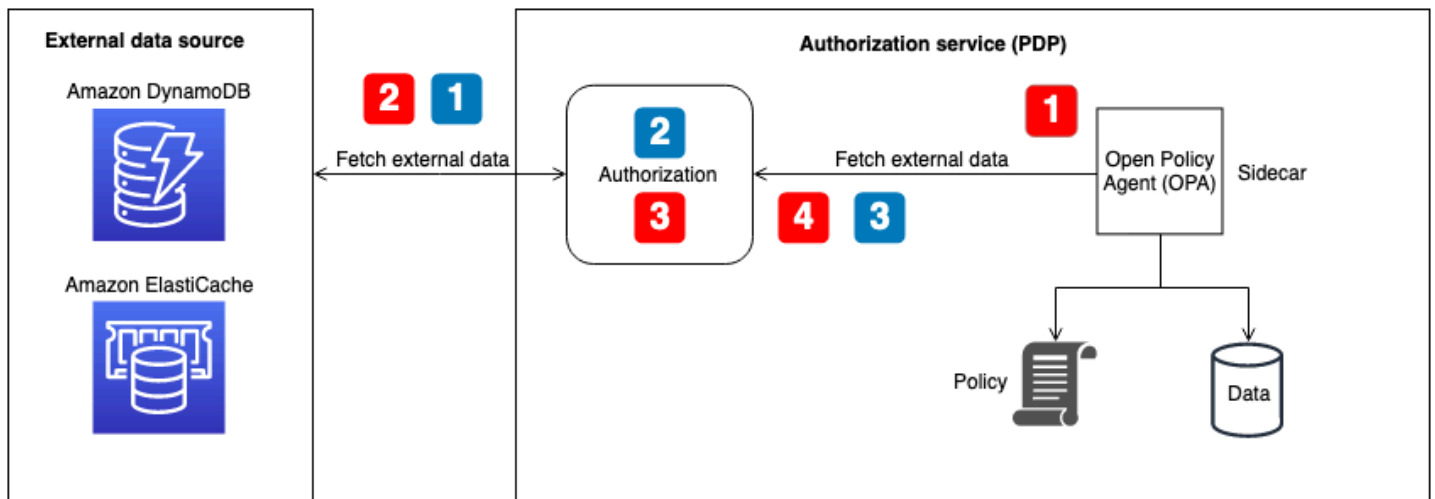 External data source
Amazon DynamoDB
Amazon ElastiCache
2 1
Fetch external data
Authorization service (PDP)
2
Authorization
3
1
Fetch external data
4 3
Open Policy
Agent (OPA)
Sidecar
Policy
Data